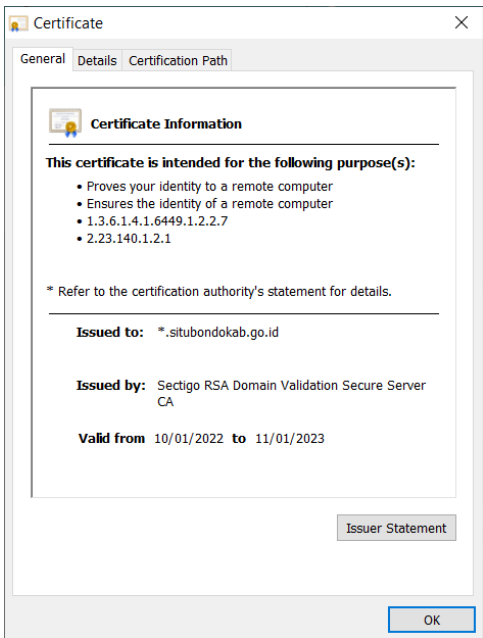 Certificate
General Details Certification Path
Certificate Information
This certificate is intended for the following purpose(s):
• Proves your identity to a remote computer
• Ensures the identity of a remote computer
• 1.3.6.1.4.1.6449.1.2.2.7
• 2.23.140.1.2.1
* Refer to the certification authority's statement for details.
Issued to: *.situbondokab.go.id
Issued by: Sectigo RSA Domain Validation Secure Server
CA
Valid from 10/01/2022 to 11/01/2023
Issuer Statement
OK